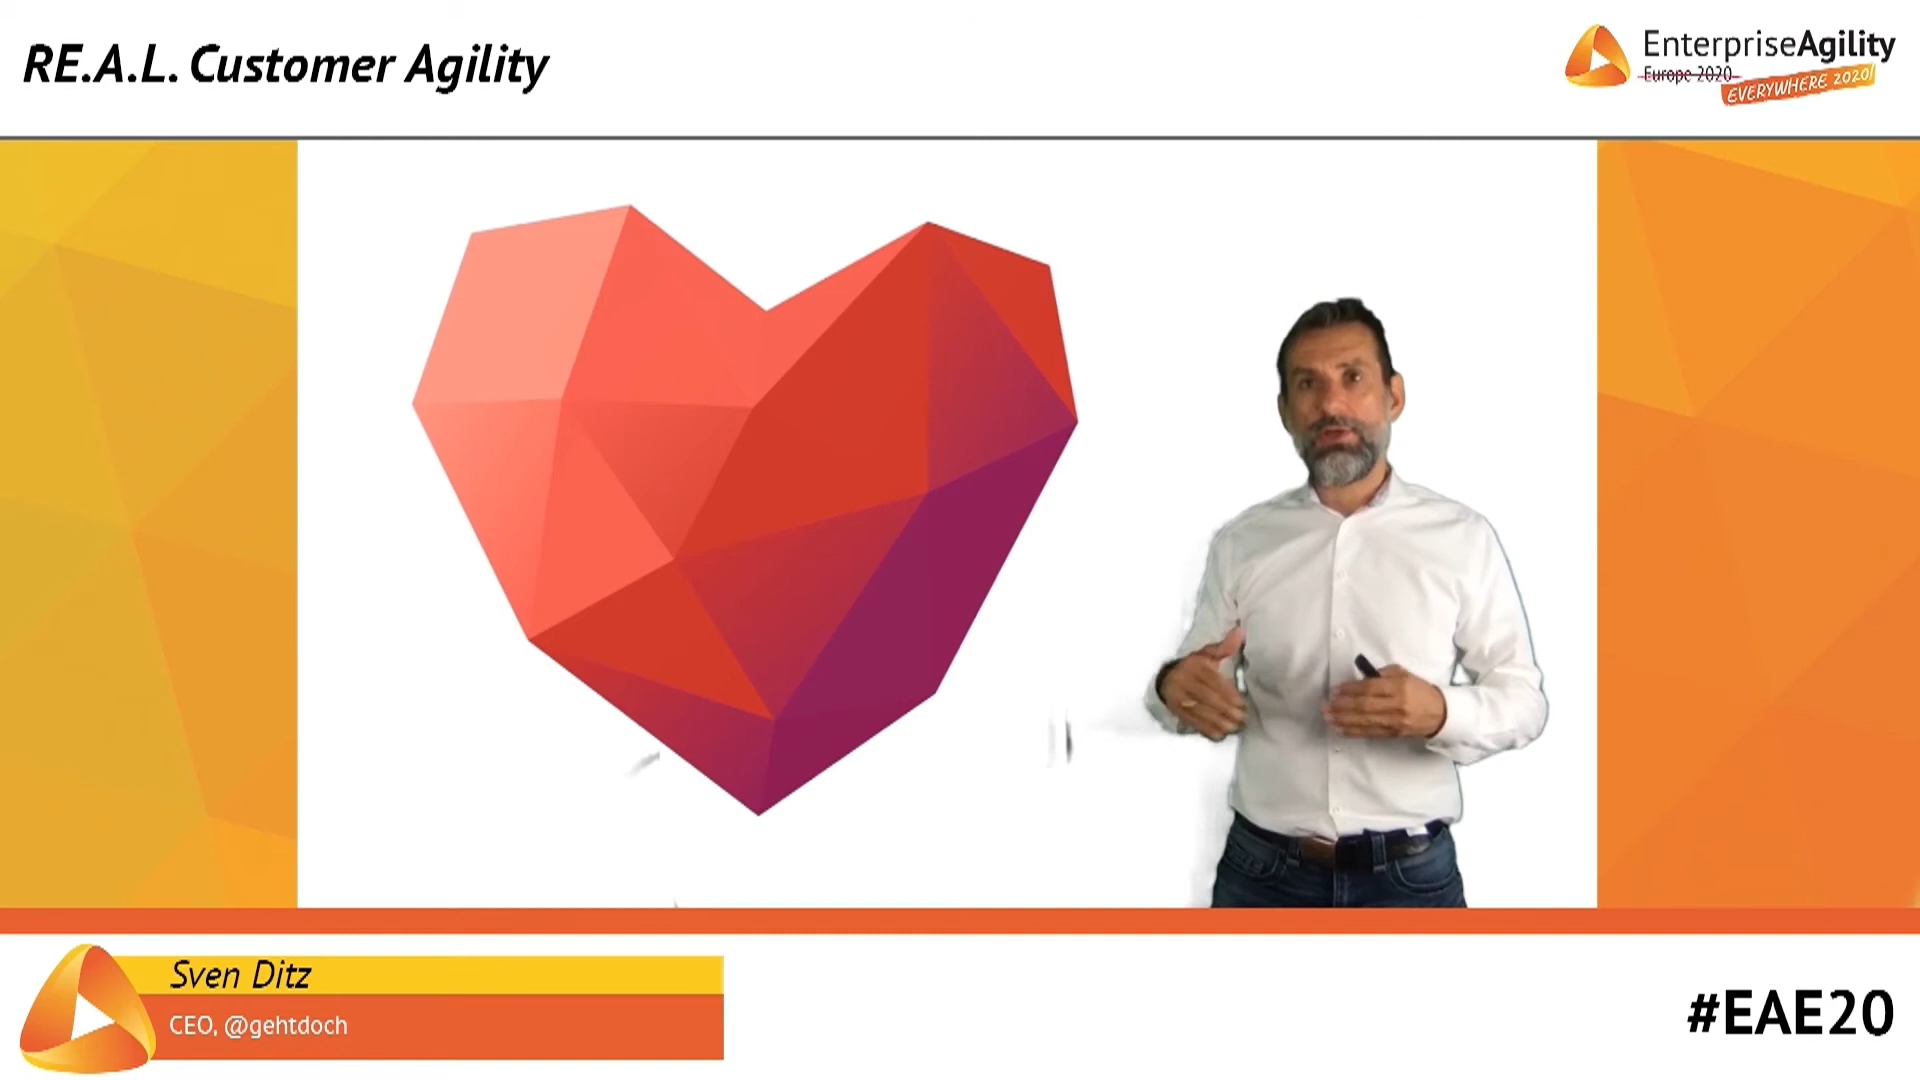 RE.A.L. Customer Agility
EnterpriseAgility
Europe 2020
EVERYWHERE 2020!
Sven Ditz
CEO, @gehtdoch
#EAE20